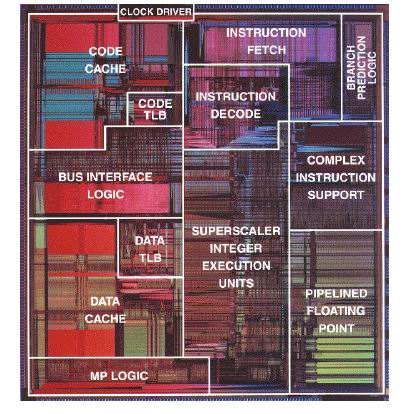 CLOCK DRIVER
CODE
CACHE
INSTRUCTION
FETCH
BRANCH
PREDICTION
LOGIC
CODE
TLB
INSTRUCTION
DECODE
BUS INTERFACE
LOGIC
COMPLEX
INSTRUCTION
SUPPORT
DATA
TLB
SUPERSCALER
INTEGER
EXECUTION
UNITS
DATA
CACHE
PIPELINED
FLOATING
POINT
MP LOGIC